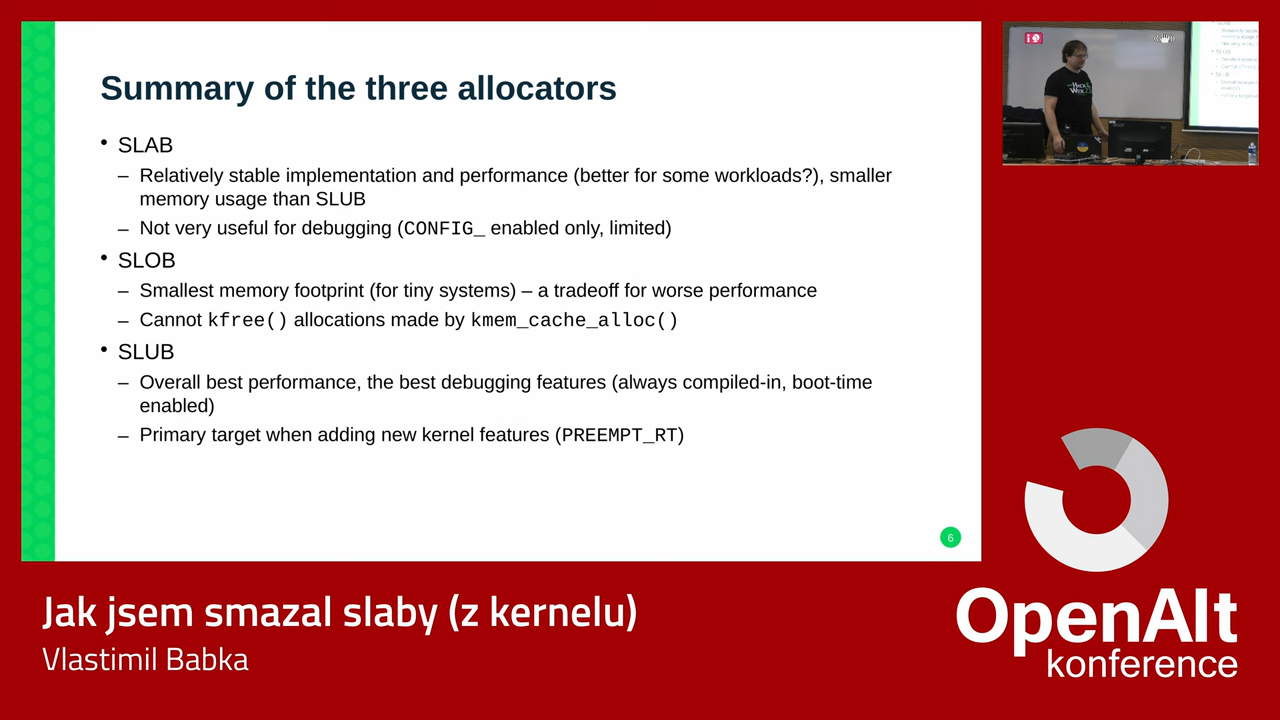 Summary of the three allocators
• SLAB
– Relatively stable implementation and performance (better for some workloads?), smaller
memory usage than SLUB
– Not very useful for debugging (CONFIG_ enabled only, limited)
• SLOB
– Smallest memory footprint (for tiny systems) – a tradeoff for worse performance
– Cannot kfree() allocations made by kmem_cache_alloc()
• SLUB
– Overall best performance, the best debugging features (always compiled-in, boot-time
enabled)
– Primary target when adding new kernel features (PREEMPT_RT)
6
Jak jsem smazal slaby (z kernelu)
Vlastimil Babka
OpenAlt
konference